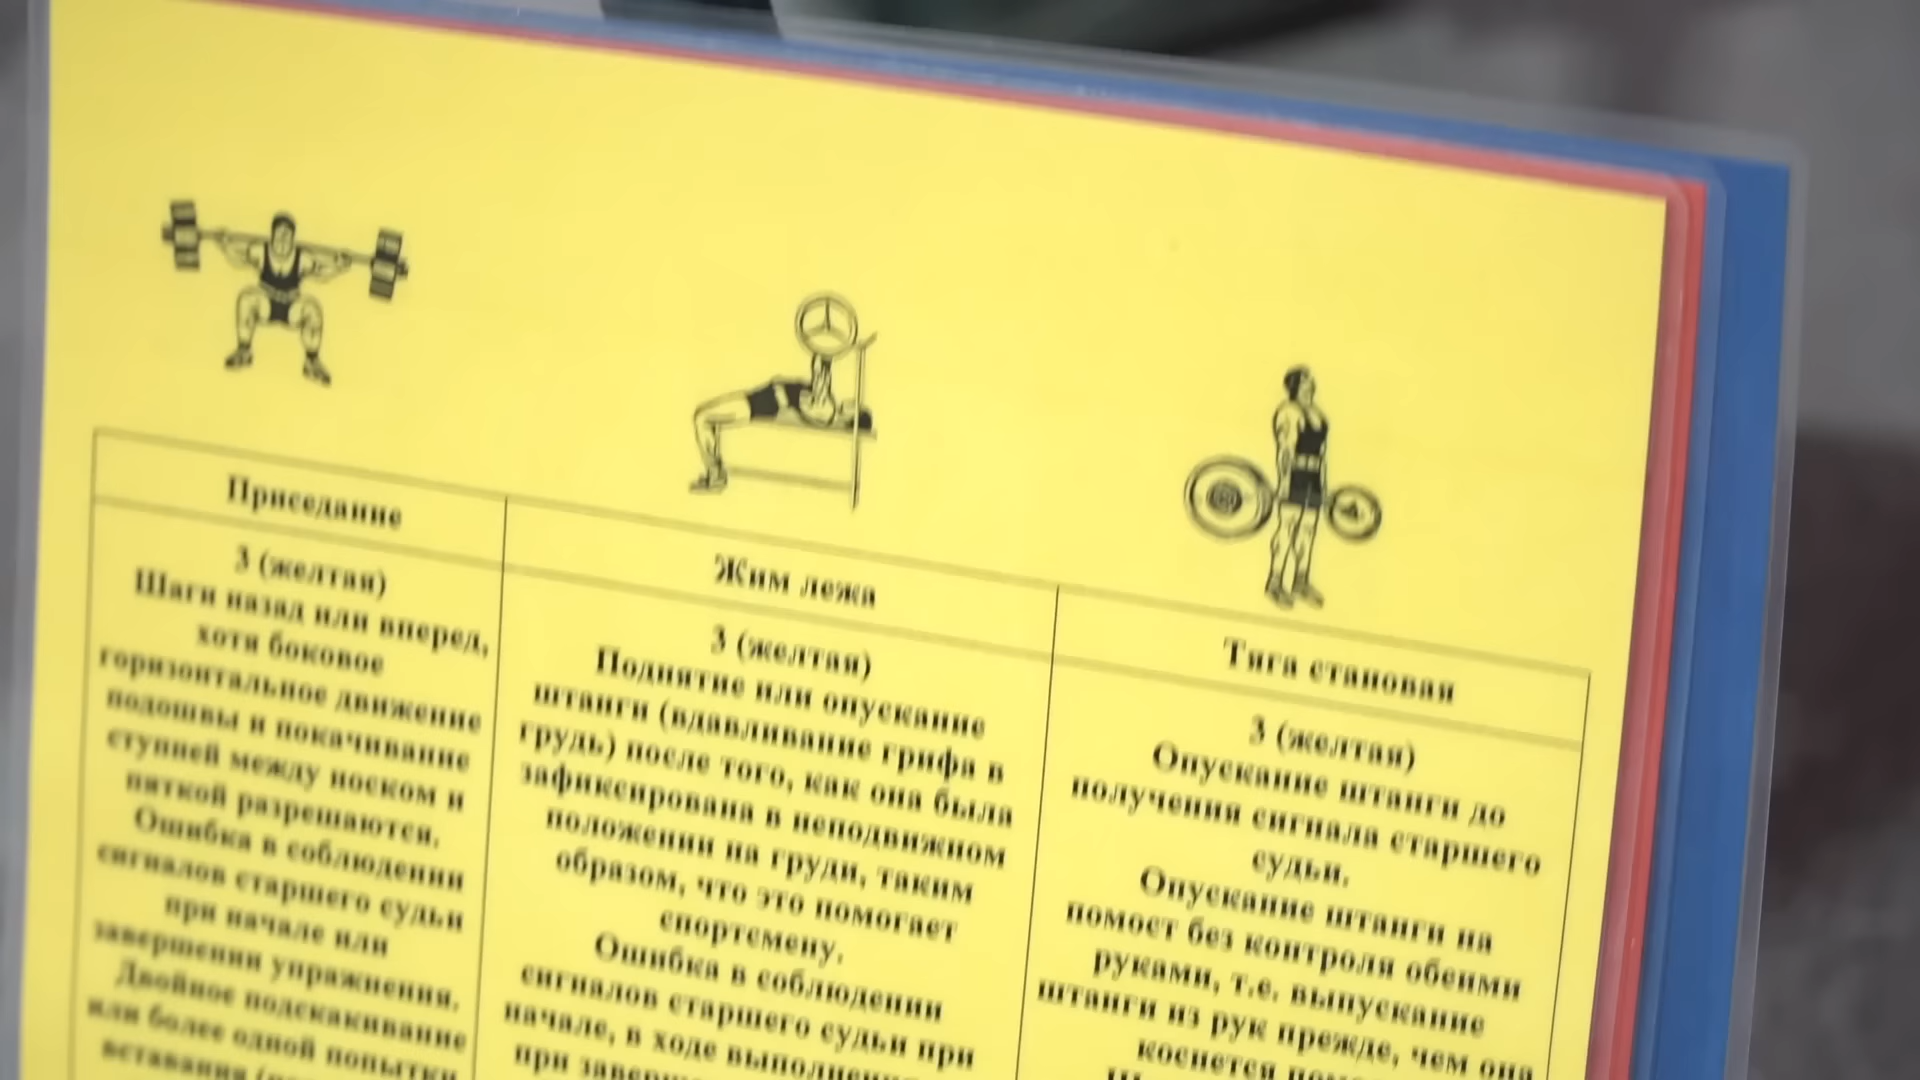 Приседание
3 (желтая)
Шаги назад или вперед,
хотя боковое
горизонтальное движение
подошвы и покачивание
ступней между носком и
пяткой разрешаются.
Ошибка в соблюдении
сигналов старшего судьи
при начале или
завершении упражнения.
Двойное подскакивание
или более одной попытки
вставания
Жим лежа
3 (желтая)
Поднятие или опускание
штанги (вдавливание грифа в
грудь) после того, как она была
зафиксирована в неподвижном
положении на груди, таким
образом, что это помогает
спортсмену.
Ошибка в соблюдении
сигналов старшего судьи при
начале, в ходе выполнения
при
Тяга становая
3 (желтая)
Опускание штанги до
получения сигнала старшего
судьи.
Опускание штанги на
помост без контроля обеими
руками, т.е. выпускание
штанги из рук прежде, чем она
коснется